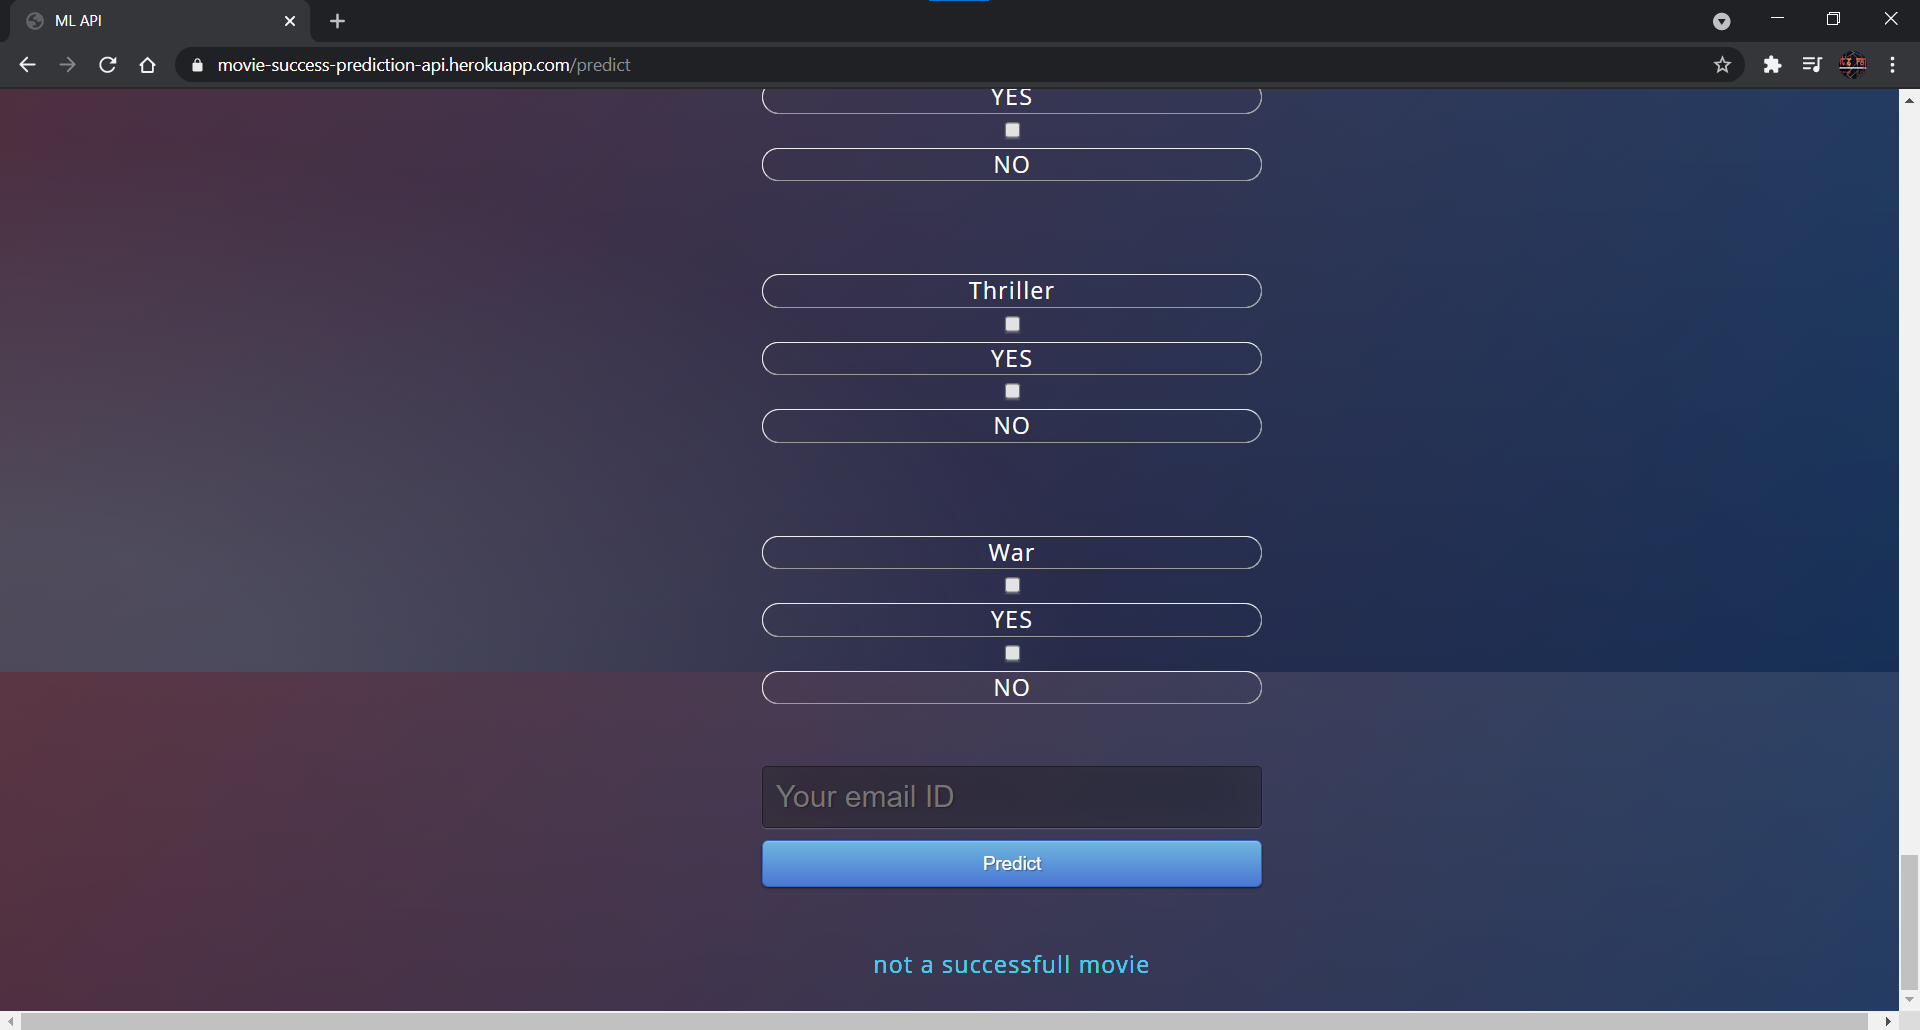 ML API
movie-success-prediction-api.herokuapp.com/predict
YES
NO
Thriller
YES
NO
War
YES
NO
Your email ID
Predict
not a successfull movie